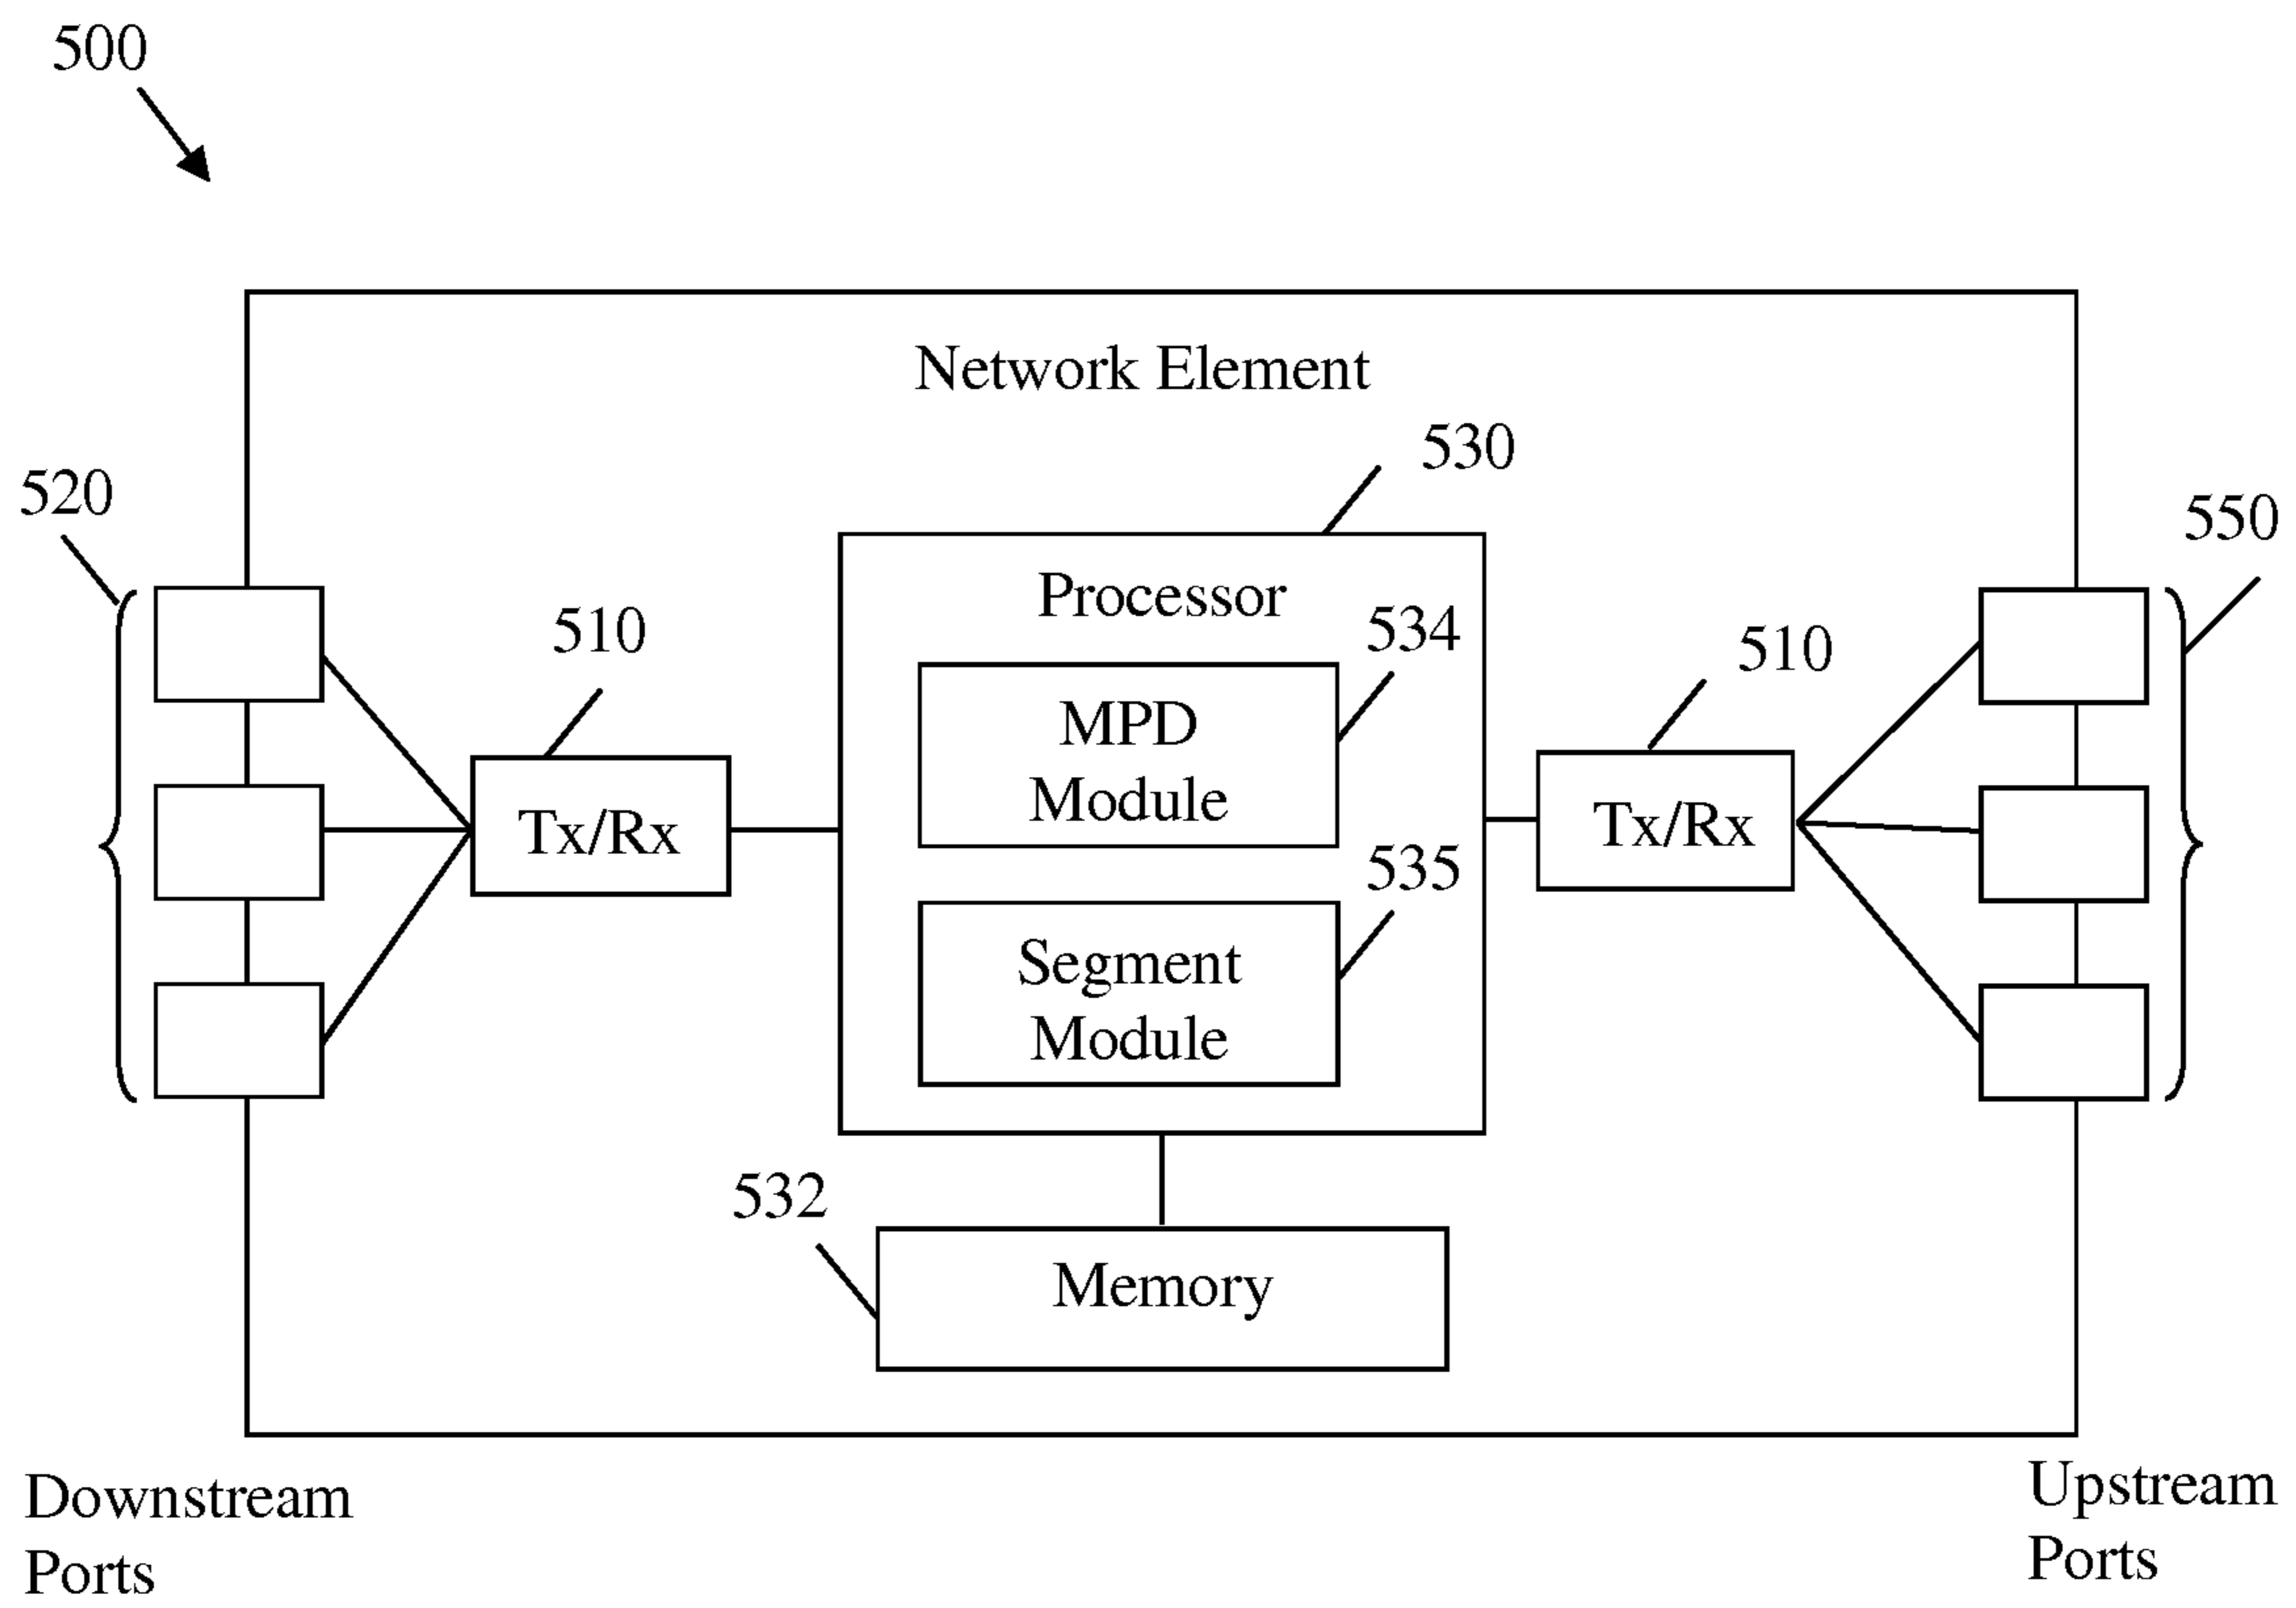 500
Network Element
530
520
550
Processor
510
534
510
MPD
Module
Tx/Rx
Tx/Rx
535
Segment
Module
532
Memory
Downstream
Ports
Upstream
Ports